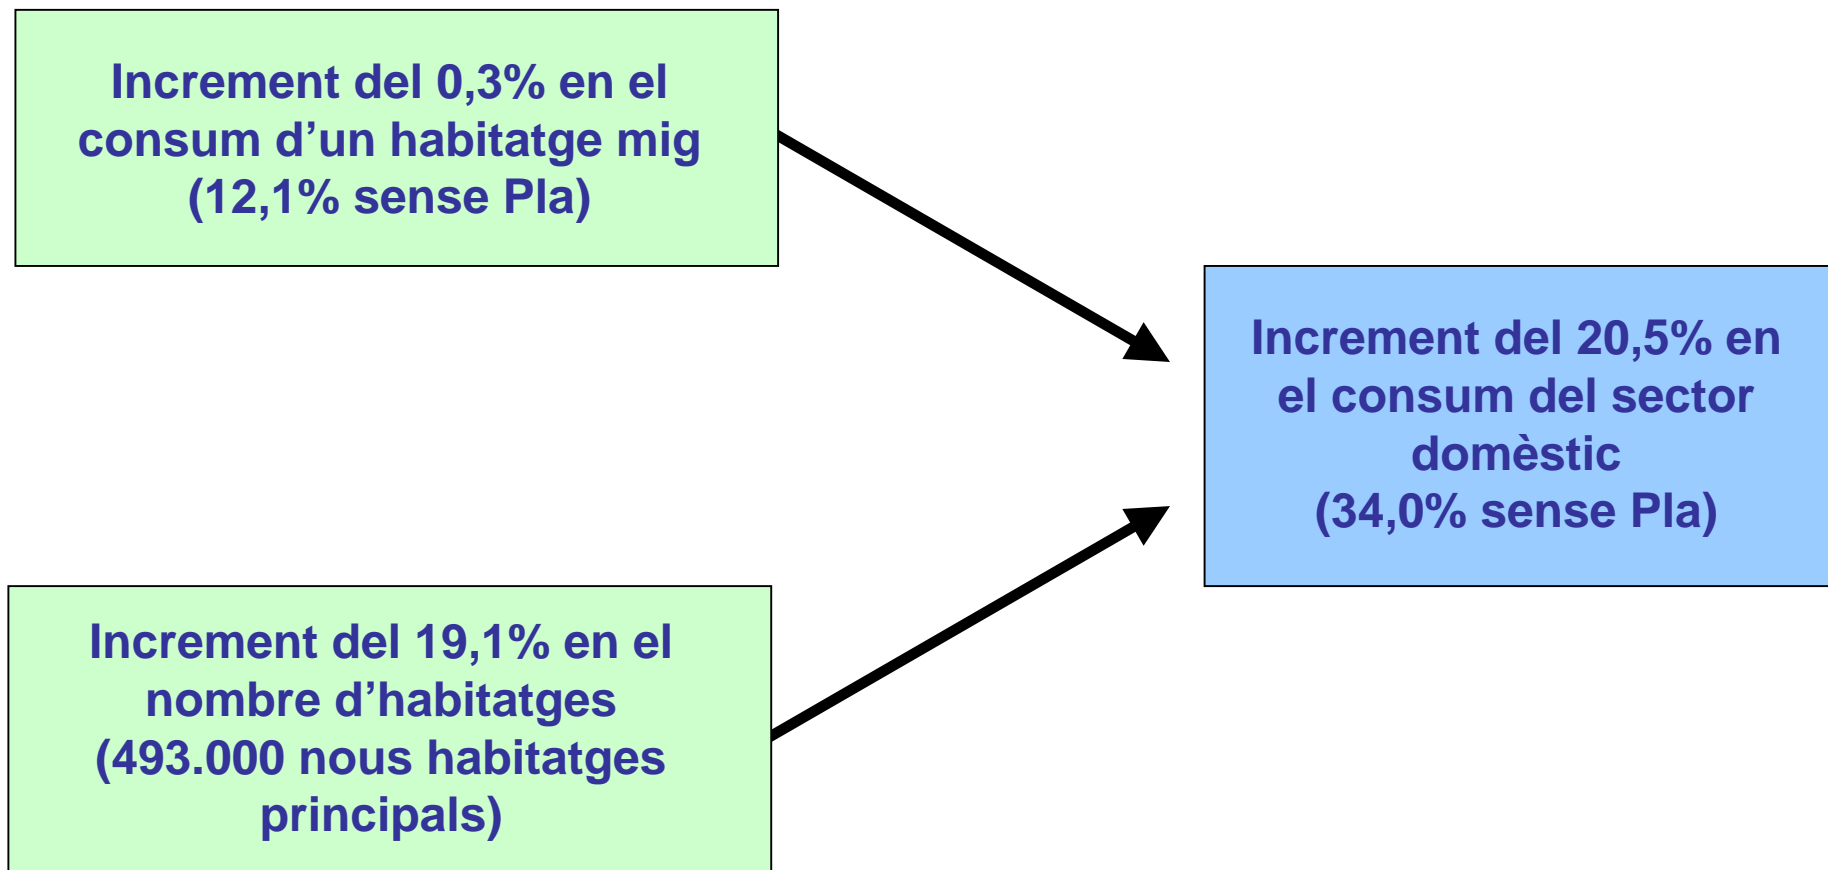 Increment del 0,3% en el
consum d’un habitatge mig
(12,1% sense Pla)
Increment del 20,5% en
el consum del sector
domèstic
(34,0% sense Pla)
Increment del 19,1% en el
nombre d’habitatges
(493.000 nous habitatges
principals)